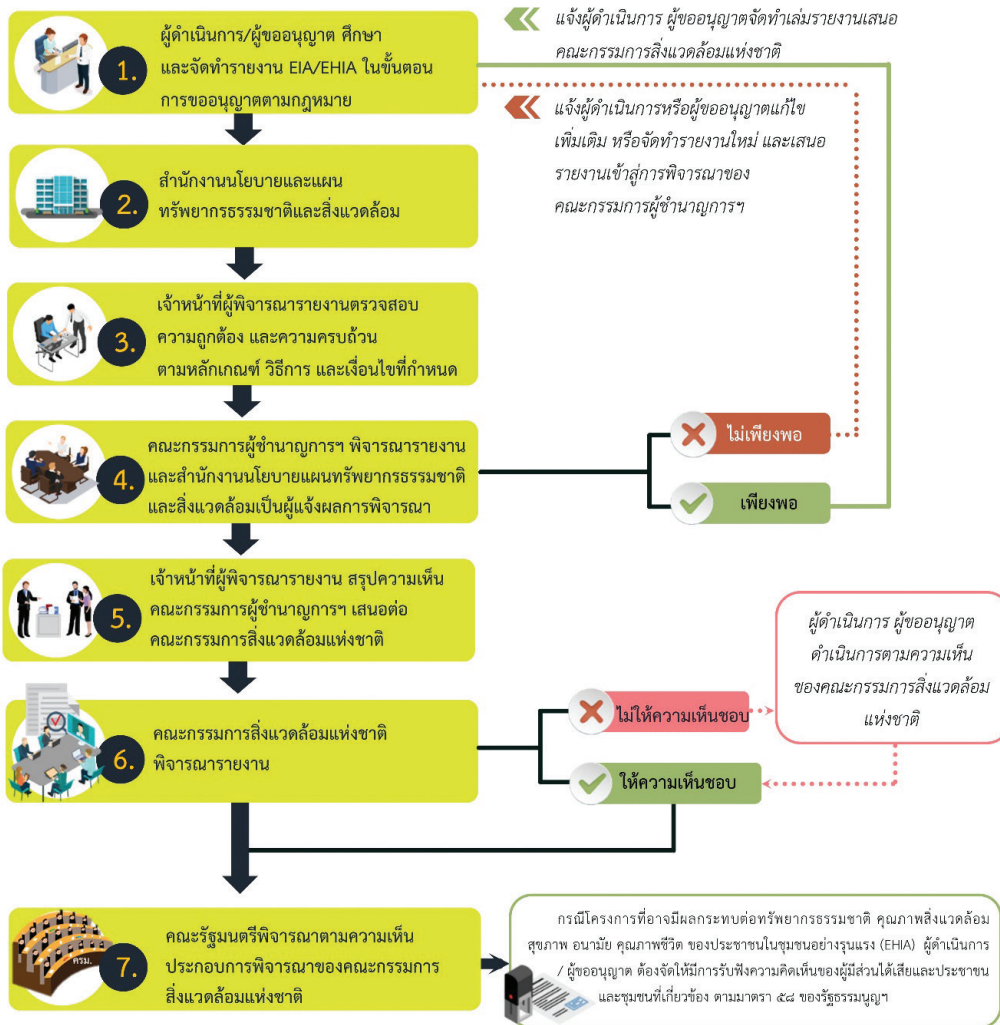 1.
ผู้ดำเนินการ/ผู้ขออนุญาต ศึกษา
และจัดทำรายงาน EIA/EHIA ในขั้นตอน
การขออนุญาตตามกฎหมาย
แจ้งผู้ดำเนินการ ผู้ขออนุญาตจัดทำเล่มรายงานเสนอ
คณะกรรมการสิ่งแวดล้อมแห่งชาติ
แจ้งผู้ดำเนินการหรือผู้ขออนุญาตแก้ไข
เพิ่มเติม หรือจัดทำรายงานใหม่ และเสนอ
รายงานเข้าสู่การพิจารณาของ
คณะกรรมการผู้ชำนาญการฯ
2.
สำนักงานนโยบายและแผน
ทรัพยากรธรรมชาติและสิ่งแวดล้อม
3.
เจ้าหน้าที่ผู้พิจารณารายงานตรวจสอบ
ความถูกต้อง และความครบถ้วน
ตามหลักเกณฑ์ วิธีการ และเงื่อนไขที่กำหนด
4.
คณะกรรมการผู้ชำนาญการฯ พิจารณารายงาน
และสำนักงานนโยบายแผนทรัพยากรธรรมชาติ
และสิ่งแวดล้อมเป็นผู้แจ้งผลการพิจารณา
ไม่เพียงพอ
เพียงพอ
5.
เจ้าหน้าที่ผู้พิจารณารายงาน สรุปความเห็น
คณะกรรมการผู้ชำนาญการฯ เสนอต่อ
คณะกรรมการสิ่งแวดล้อมแห่งชาติ
6.
คณะกรรมการสิ่งแวดล้อมแห่งชาติ
พิจารณารายงาน
ไม่ให้ความเห็นชอบ
ให้ความเห็นชอบ
ผู้ดำเนินการ ผู้ขออนุญาต
ดำเนินการตามความเห็น
ของคณะกรรมการสิ่งแวดล้อม
แห่งชาติ
ครม.
7.
คณะรัฐมนตรีพิจารณาตามความเห็น
ประกอบการพิจารณาของคณะกรรมการ
สิ่งแวดล้อมแห่งชาติ
กรณีโครงการที่อาจมีผลกระทบต่อทรัพยากรธรรมชาติ คุณภาพสิ่งแวดล้อม
สุขภาพ อนามัย คุณภาพชีวิต ของประชาชนในชุมชนอย่างรุนแรง (EHIA) ผู้ดำเนินการ
/ ผู้ขออนุญาต ต้องจัดให้มีการรับฟังความคิดเห็นของผู้มีส่วนได้เสียและประชาชน
และชุมชนที่เกี่ยวข้อง ตามมาตรา ๕๘ ของรัฐธรรมนูญฯ